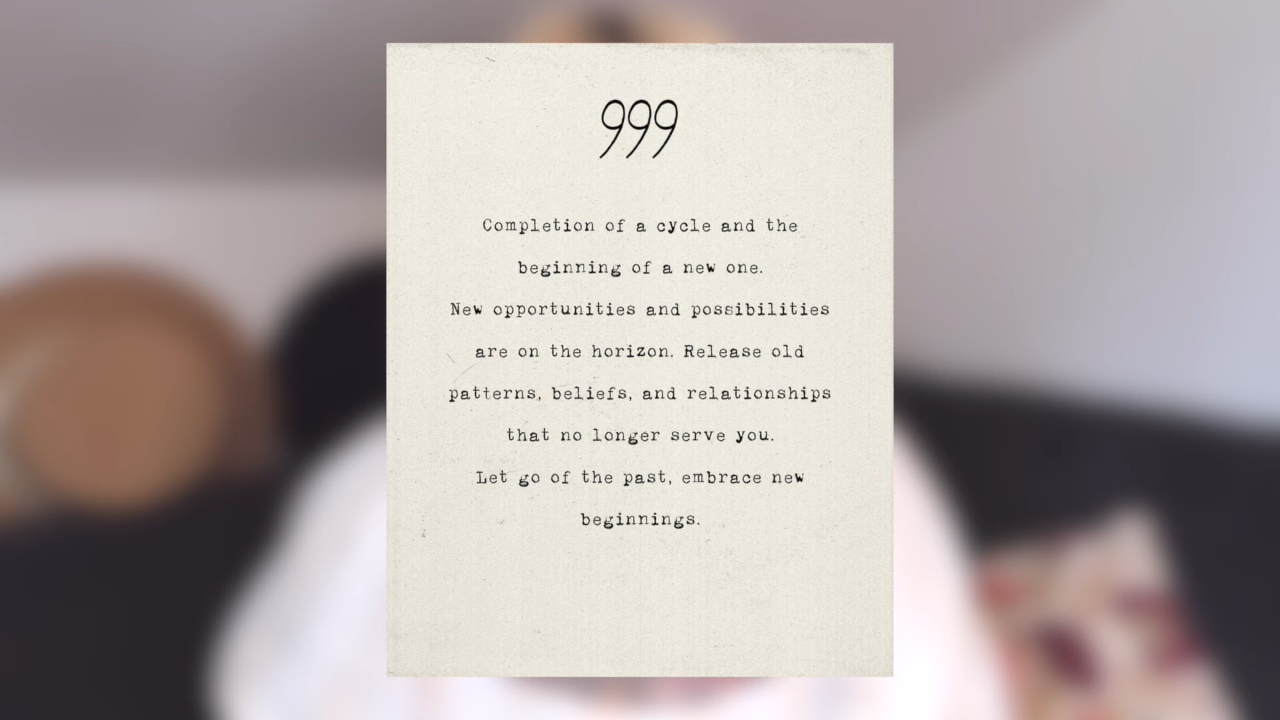 999
Completion of a cycle and the
beginning of a new one.
New opportunities and possibilities
are on the horizon. Release old
patterns, beliefs, and relationships
that no longer serve you.
Let go of the past, embrace new
beginnings.